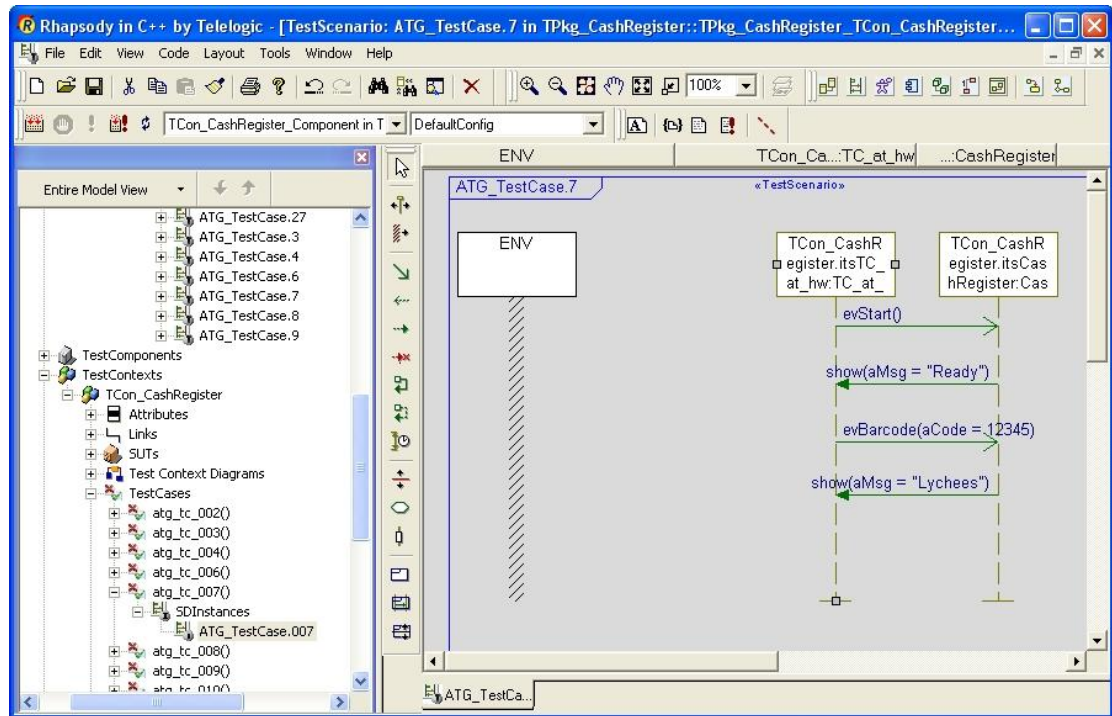 Rhapsody in C++ by Telelogic - [TestScenario: ATG_TestCase.7 in TPkg_CashRegister::TPkg_CashRegister_TCon_CashRegister...
File Edit View Code Layout Tools Window Help
100%
TCon_CashRegister_Component in T DefaultConfig
Entire Model View
ATG_TestCase.27
ATG_TestCase.3
ATG_TestCase.4
ATG_TestCase.6
ATG_TestCase.7
ATG_TestCase.8
ATG_TestCase.9
TestComponents
TestContexts
TCon_CashRegister
Attributes
Links
SUTs
Test Context Diagrams
TestCases
atg_tc_002()
atg_tc_003()
atg_tc_004()
atg_tc_006()
atg_tc_007()
SDInstances
ATG_TestCase.007
atg_tc_008()
atg_tc_009()
atg_tc_010()
ENV TCon_Ca...:TC_at_hw ...:CashRegister
ATG_TestCase.7 «TestScenario»
ENV
TCon_CashR
egister.itsTC_
at_hw:TC_at_
TCon_CashR
egister.itsCas
hRegister:Cas
evStart()
show(aMsg = "Ready")
evBarcode(aCode = 12345)
show(aMsg = "Lychees")
ATG_TestCa...